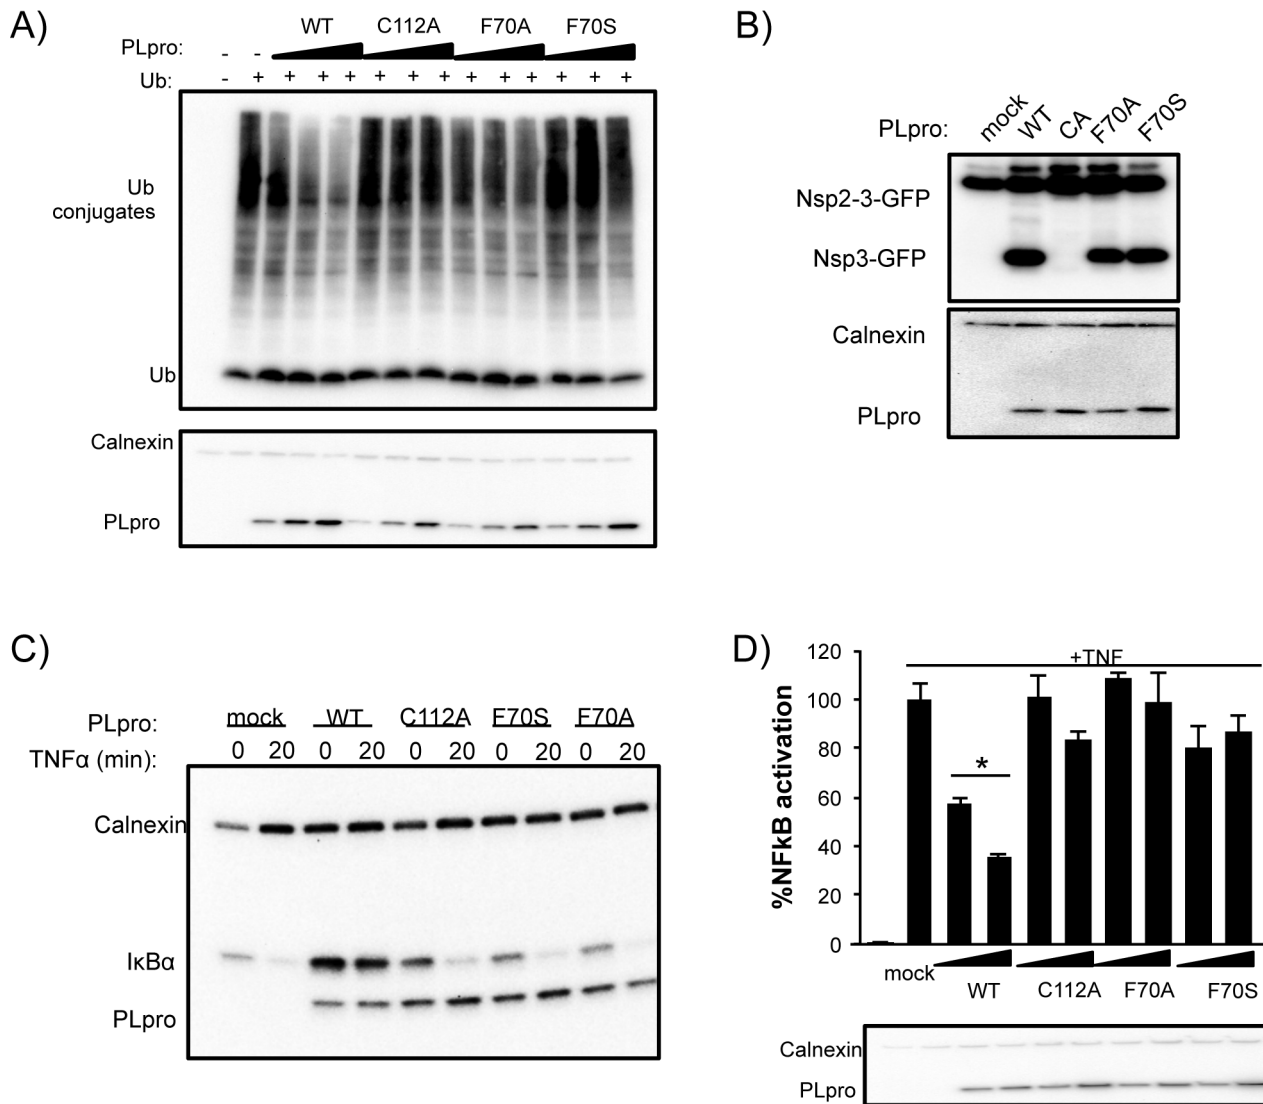 A)
WT C112A F70A F70S
PLpro: - -
Ub: - + + + + + + + + + + + + +
Ub
conjugates
Ub
Calnexin
PLpro
B)
PLpro: mock WT CA F70A F70S
Nsp2-3-GFP
Nsp3-GFP
Calnexin
PLpro
C)
PLpro: mock WT C112A F70S F70A
TNFα (min): 0 20 0 20 0 20 0 20 0 20
Calnexin
IκBα
PLpro
D)
+TNF
*
%NFkB activation
120
100
80
60
40
20
0
mock
WT C112A F70A F70S
Calnexin
PLpro